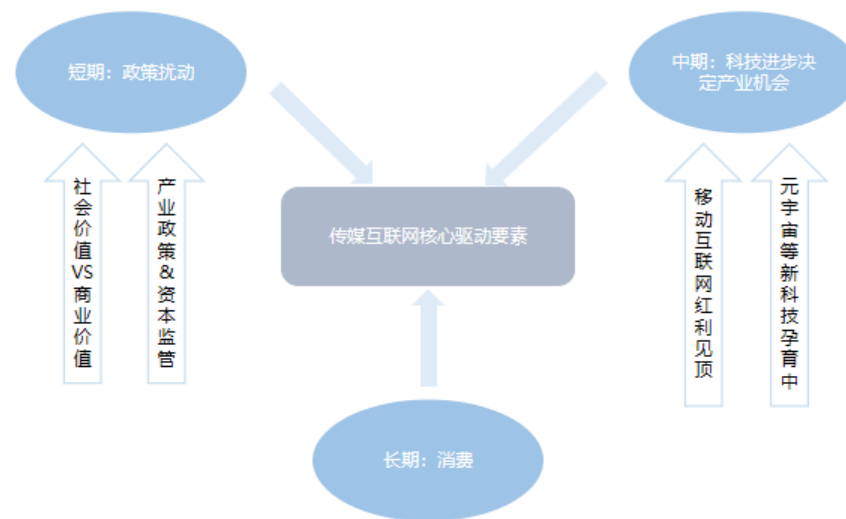 短期：政策扰动
中期：科技进步决
定产业机会
社会价值VS商业价值
产业政策&资本监管
传媒互联网核心驱动要素
移动互联网红利见顶
元宇宙等新科技孕育中
长期：消费